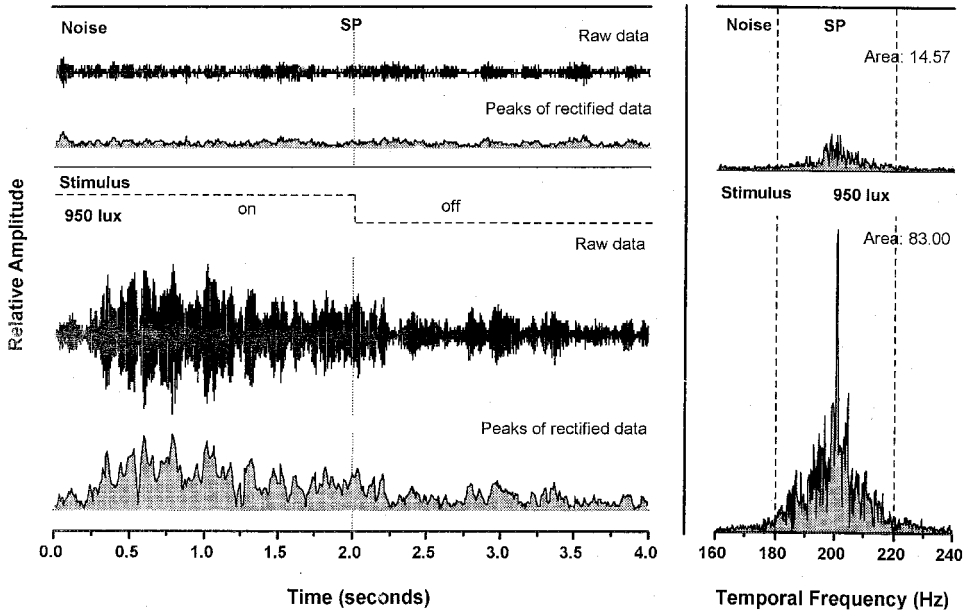 Noise
SP
Raw data
Peaks of rectified data
Stimulus
on
off
950 lux
Raw data
Peaks of rectified data
Relative Amplitude
0.0 0.5 1.0 1.5 2.0 2.5 3.0 3.5 4.0
Time (seconds)
Noise
SP
Area: 14.57
Stimulus 950 lux
Area: 83.00
160 180 200 220 240
Temporal Frequency (Hz)